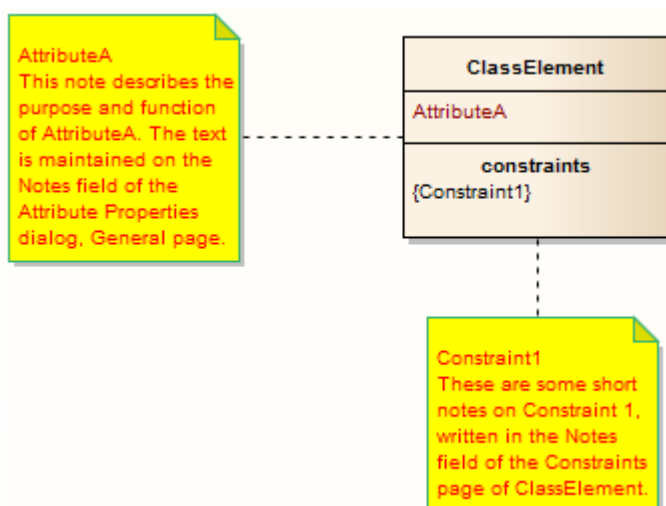 AttributeA
This note describes the
purpose and function
of AttributeA. The text
is maintained on the
Notes field of the
Attribute Properties
dialog, General page.
ClassElement
AttributeA
constraints
{Constraint1}
Constraint1
These are some short
notes on Constraint 1,
written in the Notes
field of the Constraints
page of ClassElement.